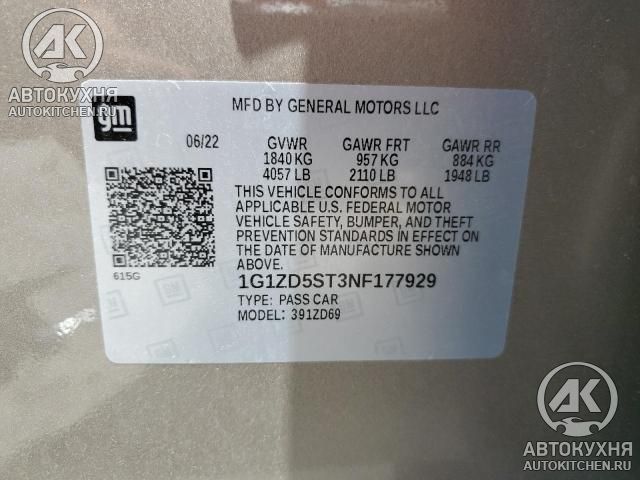 АВТОКУХНЯ
AUTOKITCHEN.RU
gm
MFD BY GENERAL MOTORS LLC
06/22 GVWR GAWR FRT GAWR RR
1840 KG 957 KG 884 KG
4057 LB 2110 LB 1948 LB
THIS VEHICLE CONFORMS TO ALL
APPLICABLE U.S. FEDERAL MOTOR
VEHICLE SAFETY, BUMPER, AND THEFT
PREVENTION STANDARDS IN EFFECT ON
THE DATE OF MANUFACTURE SHOWN
ABOVE.
615G
1G1ZD5ST3NF177929
TYPE: PASS CAR
MODEL: 391ZD69
АК
АВТОКУХНЯ
AUTOKITCHEN.RU